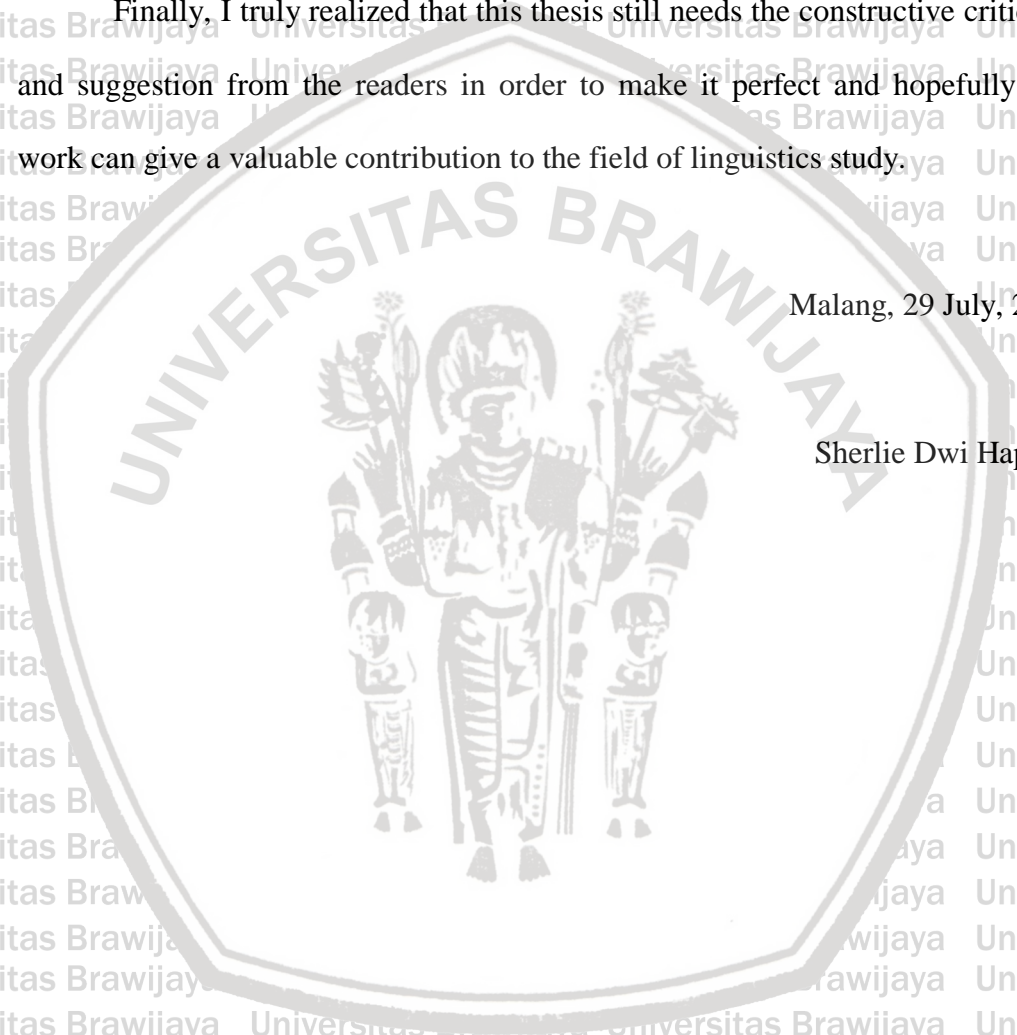 Finally, I truly realized that this thesis still needs the constructive
and suggestion from the readers in order to make it perfect and hopefully
work can give a valuable contribution to the field of linguistics study.
UNIVERSITAS BRAWIJAYA
Malang, 29 July,
Sherlie Dwi